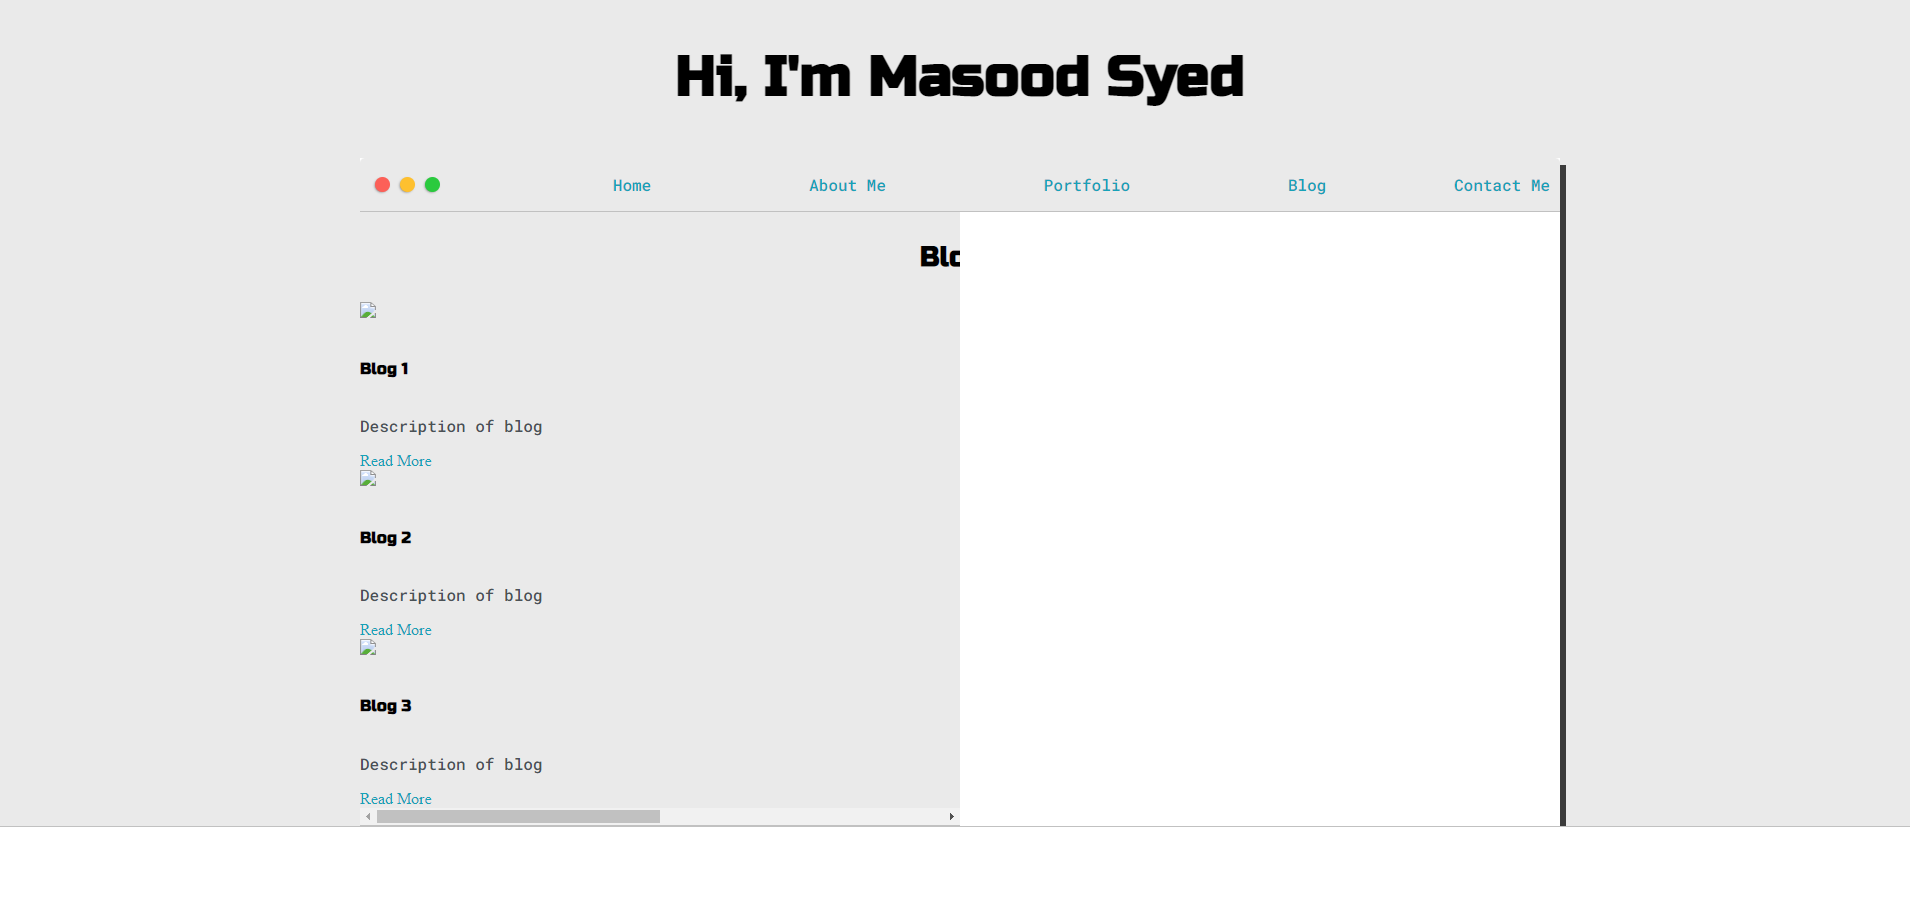 Hi, I'm Masood Syed
Home About Me Portfolio Blog Contact Me
Blo
Blog 1
Description of blog
Read More
Blog 2
Description of blog
Read More
Blog 3
Description of blog
Read More